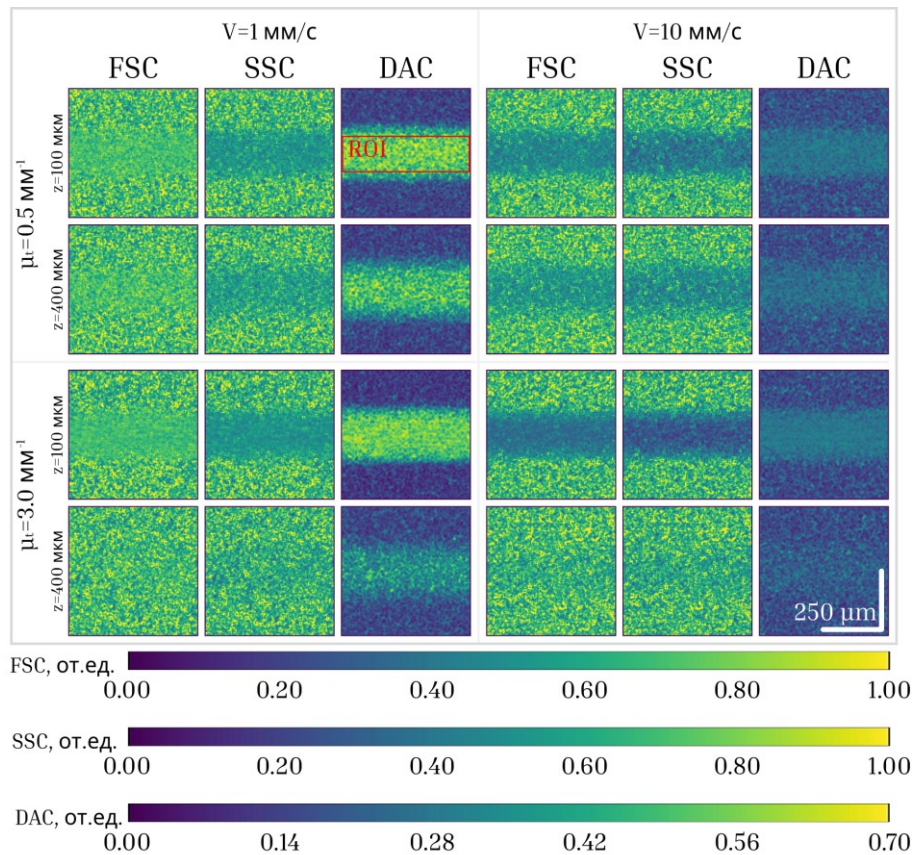 V=1 мм/с
V=10 мм/с
FSC SSC DAC FSC SSC DAC
μt=0.5 мм⁻¹
z=100 мкм
ROI
z=400 мкм
μt=3.0 мм⁻¹
z=100 мкм
z=400 мкм
250 μm
FSC, от.ед.
0.00 0.20 0.40 0.60 0.80 1.00
SSC, от.ед.
0.00 0.20 0.40 0.60 0.80 1.00
DAC, от.ед.
0.00 0.14 0.28 0.42 0.56 0.70